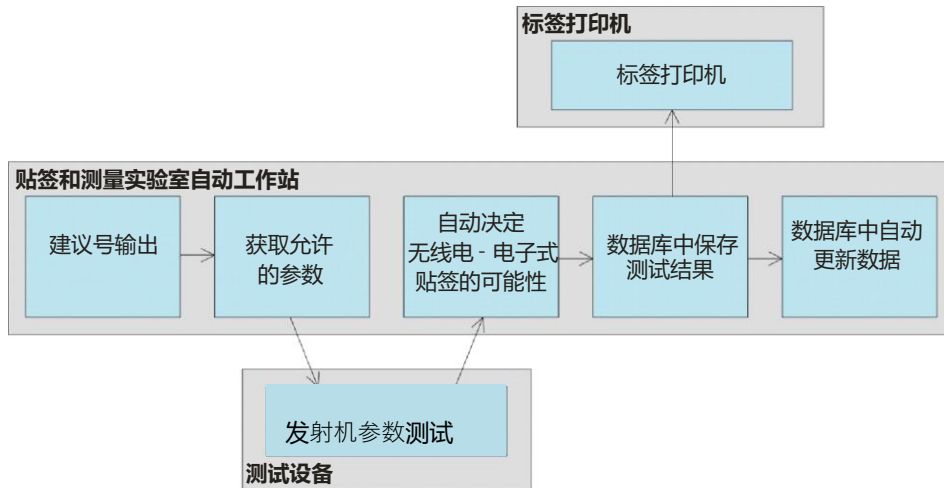 标签打印机
标签打印机
贴签和测量实验室自动工作站
建议号输出
获取允许
的参数
自动决定
无线电 - 电子式
贴签的可能性
数据库中保存
测试结果
数据库中自动
更新数据
发射机参数测试
测试设备